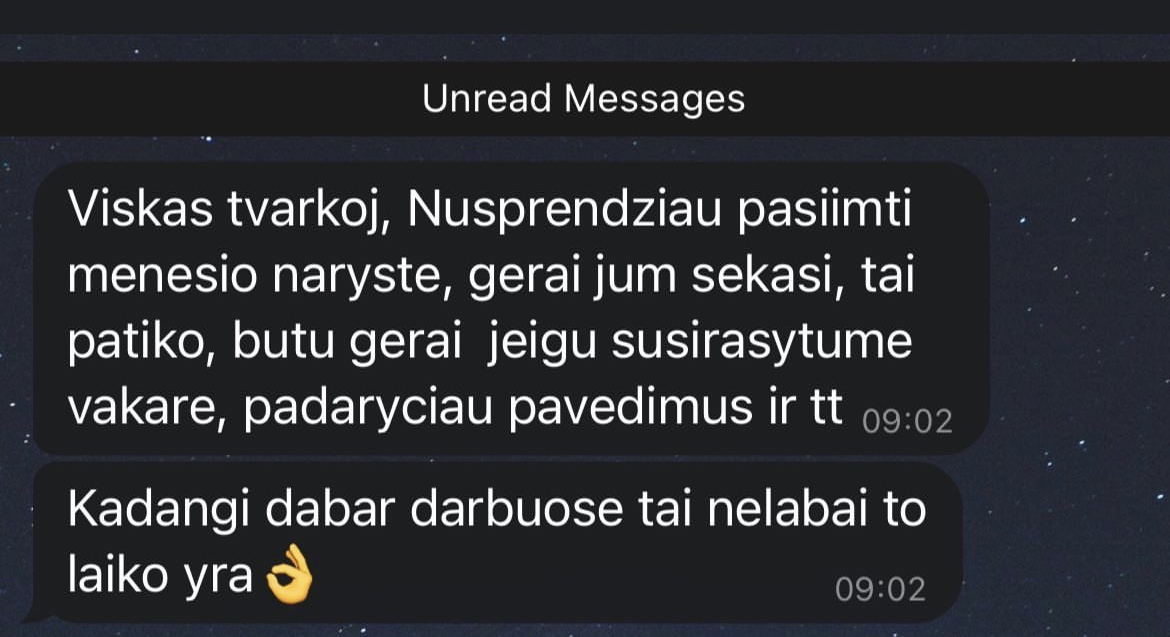 Unread Messages
Viskas tvarkoj, Nusprendziau pasiimti
menesio naryste, gerai jum sekasi, tai
patiko, butu gerai  jeigu susirasytume
vakare, padaryciau pavedimus ir tt 09:02
Kadangi dabar darbuose tai nelabai to
laiko yra👌 09:02